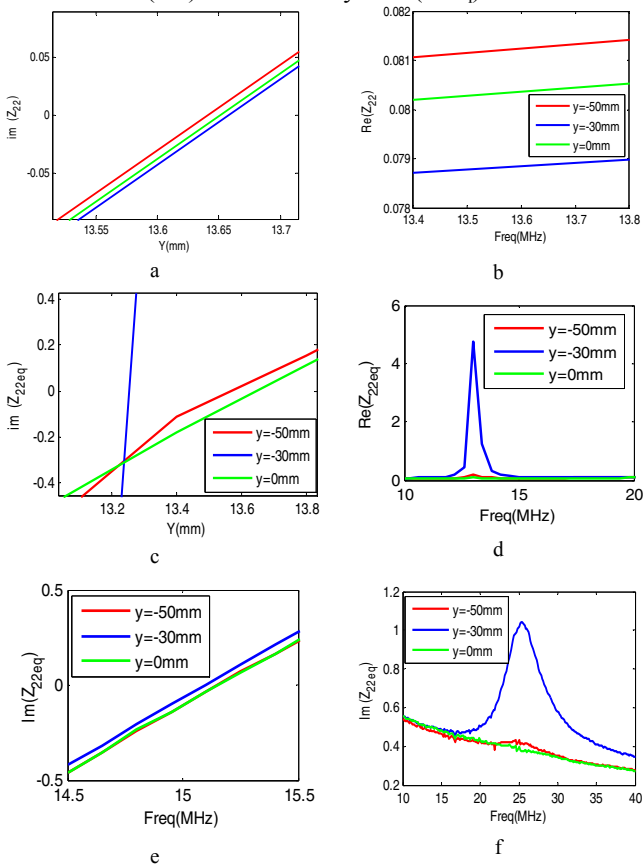 0.05
0
-0.05
im (Z22)
13.55 13.6 13.65 13.7
Y(mm)
a
0.082
0.081
0.08
0.079
0.078
Re(Z22)
y=-50mm
y=-30mm
y=0mm
13.4 13.5 13.6 13.7 13.8
Freq(MHz)
b
0.4
0.2
0
-0.2
-0.4
im (Z22eq)
y=-50mm
y=-30mm
y=0mm
13.2 13.4 13.6 13.8
Y(mm)
c
6
4
2
0
Re(Z22eq)
y=-50mm
y=-30mm
y=0mm
10 15 20
Freq(MHz)
d
0.5
0
-0.5
Im(Z22eq)
y=-50mm
y=-30mm
y=0mm
14.5 15 15.5
Freq(MHz)
e
1.2
1
0.8
0.6
0.4
0.2
Im (Z22eq)
y=-50mm
y=-30mm
y=0mm
10 15 20 25 30 35 40
Freq(MHz)
f